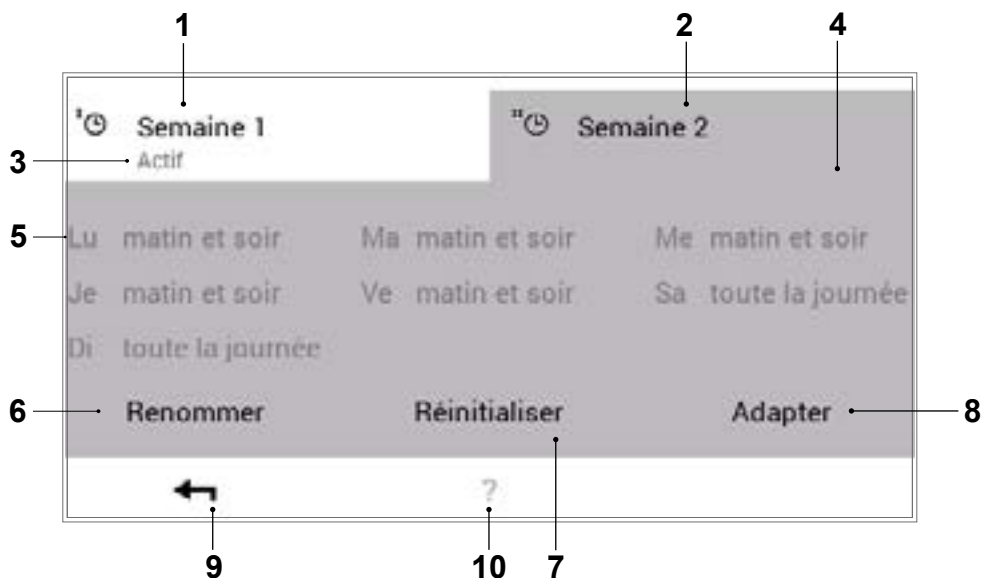 1 2 4
Semaine 1 Semaine 2
3 Actif
5 Lu matin et soir Ma matin et soir Me matin et soir
Je matin et soir Ve matin et soir Sa toute la journée
Di toute la journée
6 Renommer Réinitialiser Adapter 8
?
9 10 7